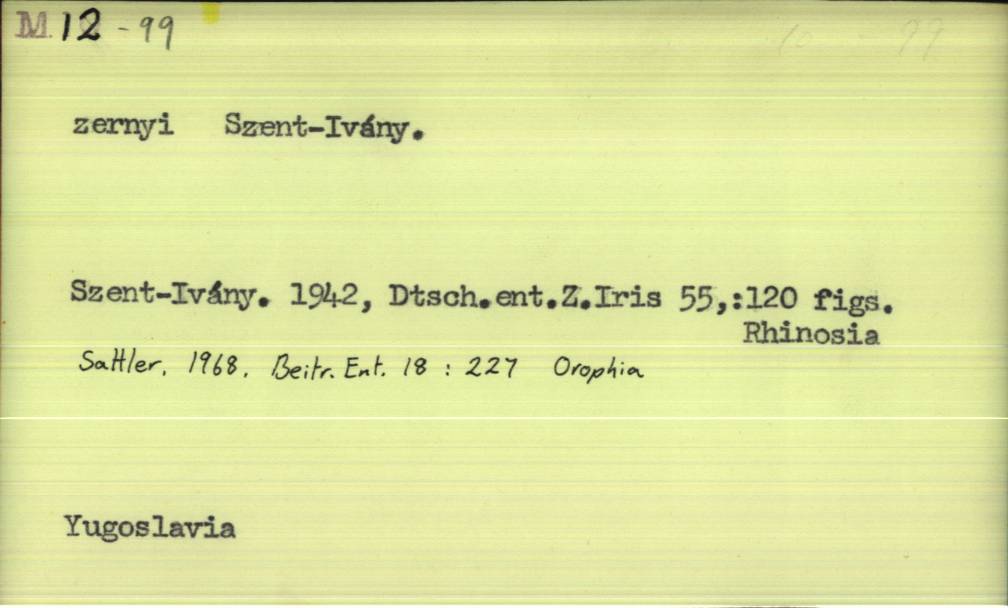 M. 12 - 99
zernyi Szent-Ivány.
Szent-Ivány. 1942, Dtsch.ent.Z.Iris 55,:120 figs.
Rhinosia
Sattler. 1968. Beitr. Ent. 18 : 227 Orophia
Yugoslavia